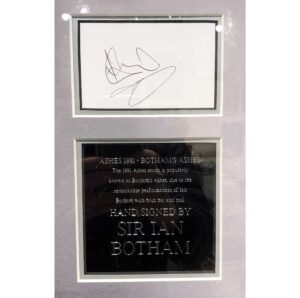 ASHES 1981 - BOTHAM'S ASHES
The 1981 Ashes series is popularly
known as Botham's Ashes, due to the
remarkable performances of Ian
Botham with both bat and ball
HAND SIGNED BY
SIR IAN
BOTHAM